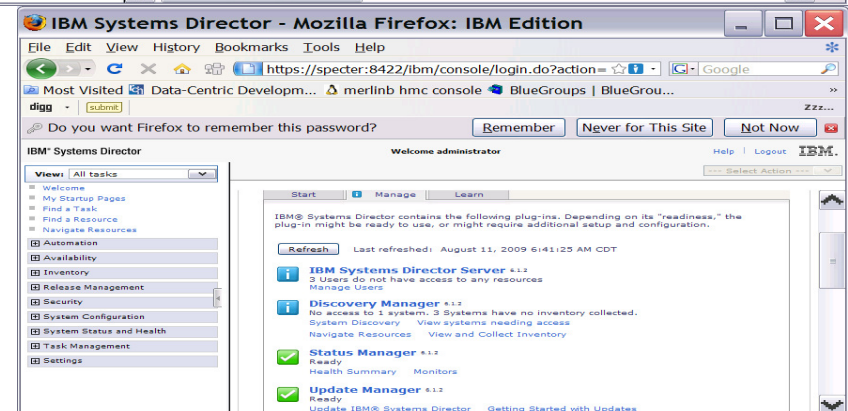 IBM Systems Director - Mozilla Firefox: IBM Edition
File Edit View History Bookmarks Tools Help
https://specter:8422/ibm/console/login.do?action= Google
Most Visited Data-Centric Developm... merlinb hmc console BlueGroups | BlueGrou... »
digg submit Zzz...
Do you want Firefox to remember this password? Remember Never for This Site Not Now
IBM® Systems Director Welcome administrator Help | Logout IBM.
View: All tasks --- Select Action ---
Welcome
My Startup Pages
Find a Task
Find a Resource
Navigate Resources
Automation
Availability
Inventory
Release Management
Security
System Configuration
System Status and Health
Task Management
Settings
Start Manage Learn
IBM® Systems Director contains the following plug-ins. Depending on its "readiness," the
plug-in might be ready to use, or might require additional setup and configuration.
Refresh Last refreshed: August 11, 2009 6:41:25 AM CDT
IBM Systems Director Server 6.1.2
3 Users do not have access to any resources
Manage Users
Discovery Manager 6.1.2
No access to 1 system. 3 Systems have no inventory collected.
System Discovery View systems needing access
Navigate Resources View and Collect Inventory
Status Manager 6.1.2
Ready
Health Summary Monitors
Update Manager 6.1.2
Ready
Update IBM® Systems Director Getting Started with Updates